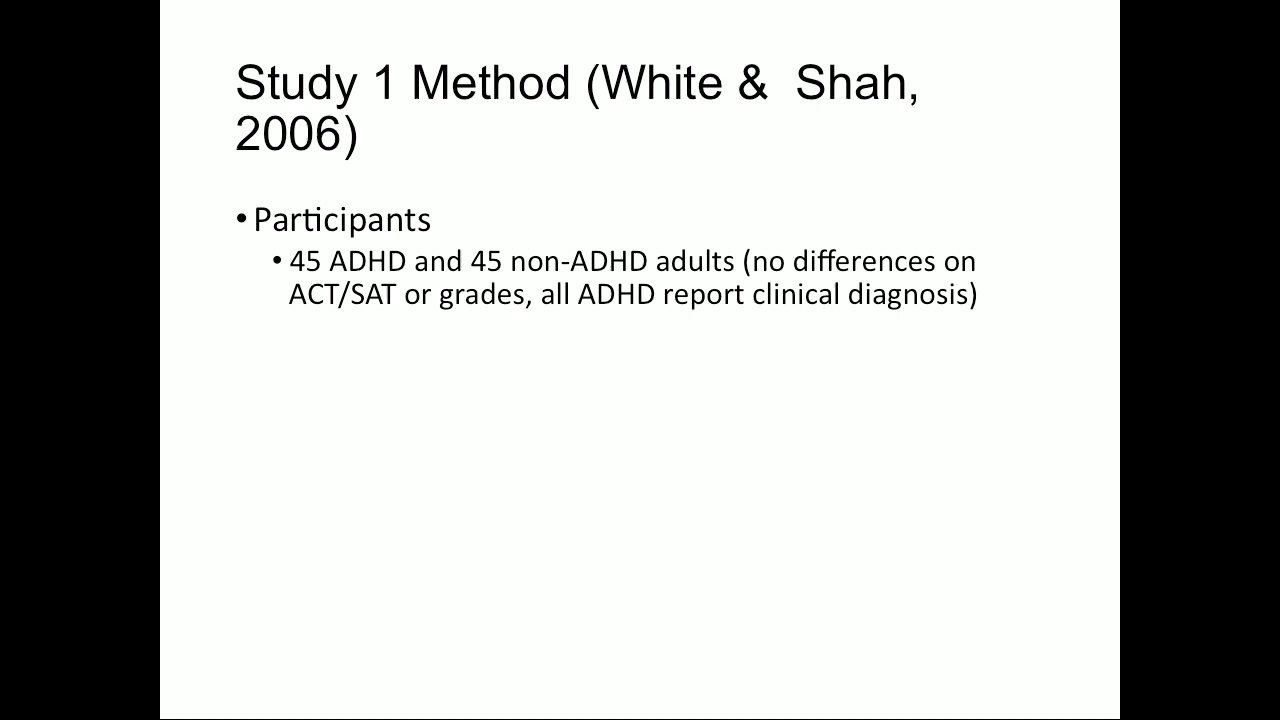 Study 1 Method (White &  Shah,
2006)
• Participants
• 45 ADHD and 45 non-ADHD adults (no differences on
ACT/SAT or grades, all ADHD report clinical diagnosis)